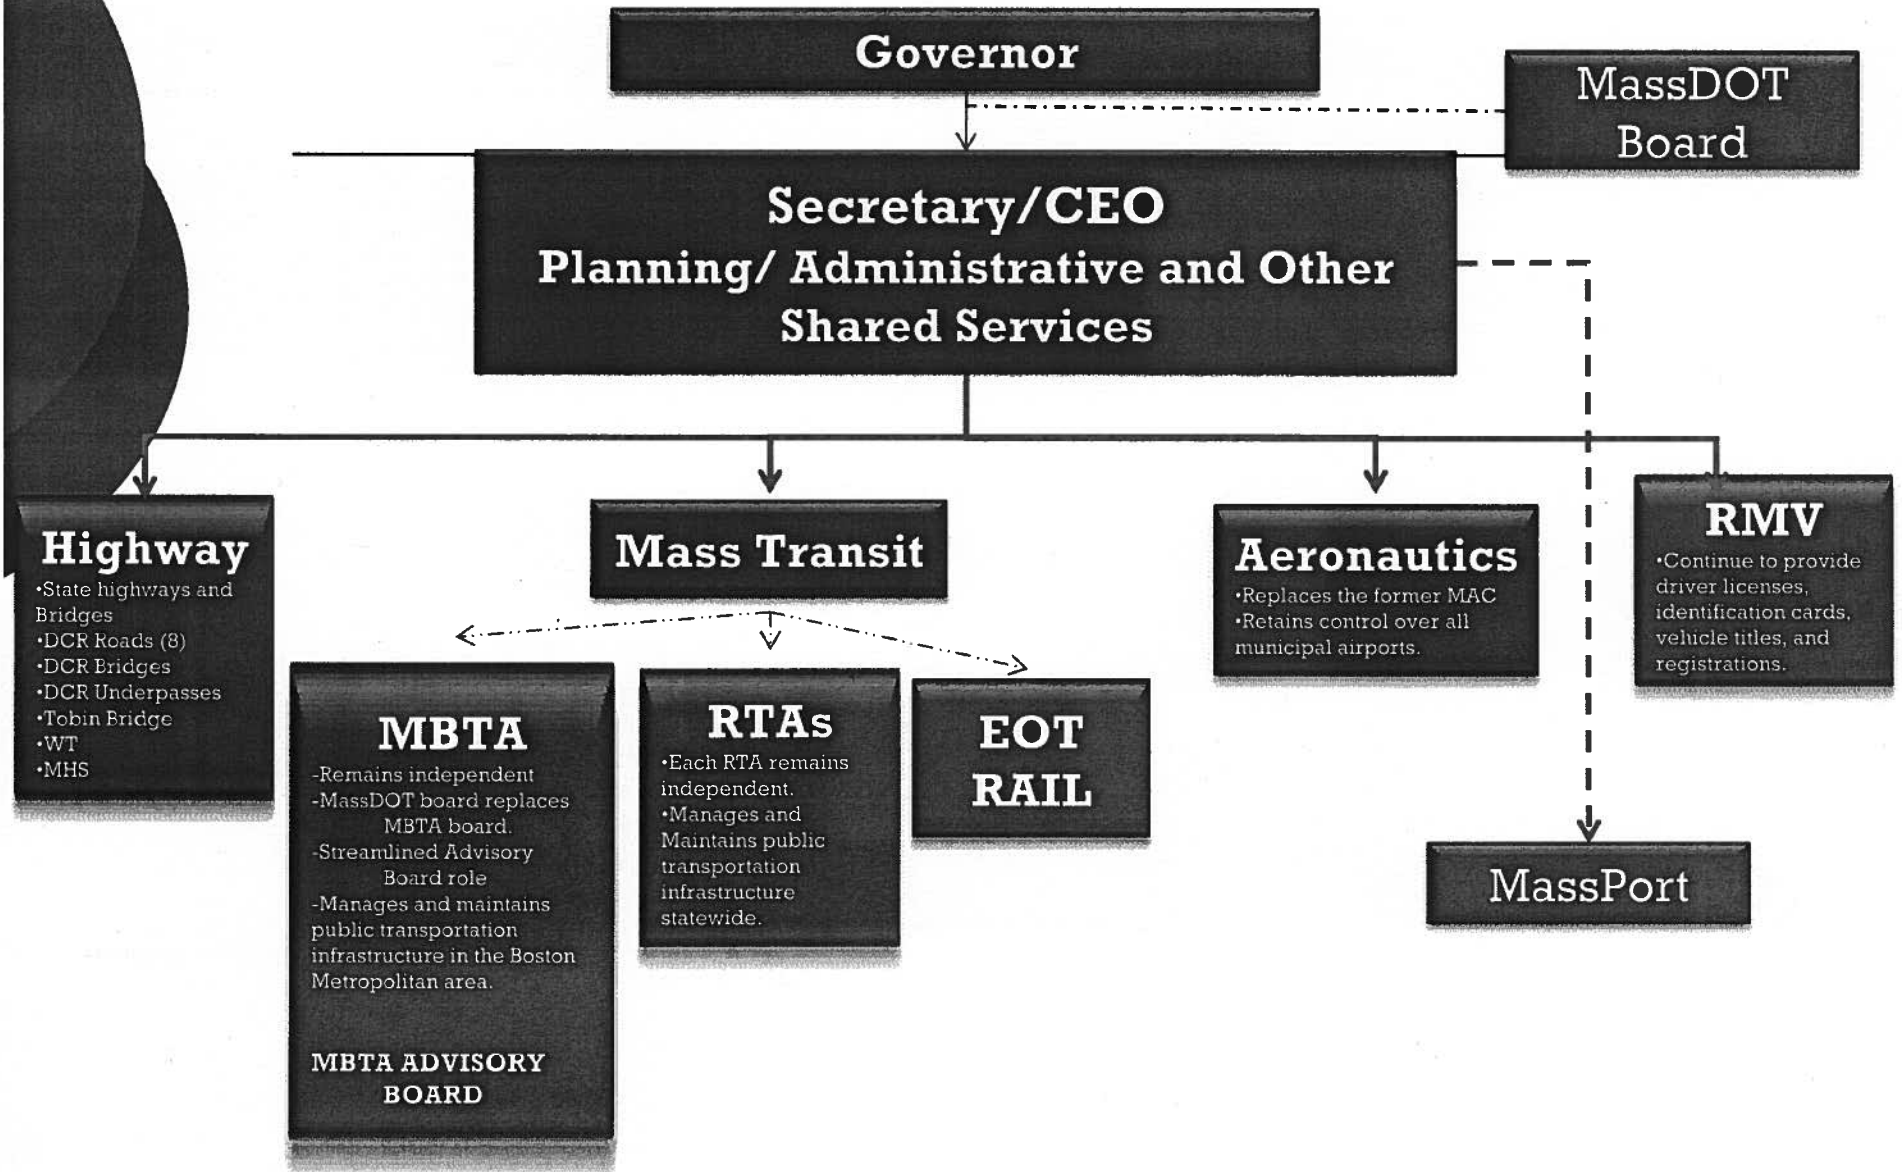 Governor
MassDOT
Board
Secretary/CEO
Planning/ Administrative and Other
Shared Services
Highway
•State highways and
Bridges
•DCR Roads (8)
•DCR Bridges
•DCR Underpasses
•Tobin Bridge
•WT
•MHS
Mass Transit
Aeronautics
•Replaces the former MAC
•Retains control over all
municipal airports.
RMV
•Continue to provide
driver licenses,
identification cards,
vehicle titles, and
registrations.
MBTA
-Remains independent
-MassDOT board replaces
MBTA board.
-Streamlined Advisory
Board role
-Manages and maintains
public transportation
infrastructure in the Boston
Metropolitan area.
MBTA ADVISORY
BOARD
RTAs
•Each RTA remains
independent.
•Manages and
Maintains public
transportation
infrastructure
statewide.
EOT
RAIL
MassPort